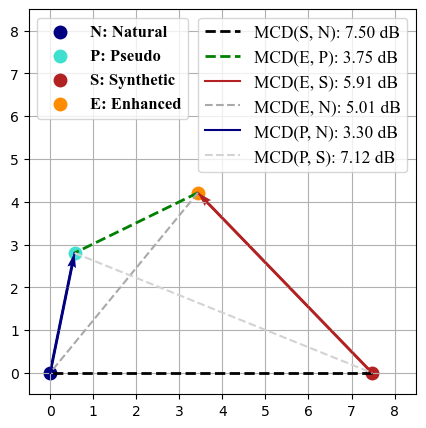 N: Natural
P: Pseudo
S: Synthetic
E: Enhanced
MCD(S, N): 7.50 dB
MCD(E, P): 3.75 dB
MCD(S, E): 5.91 dB
MCD(E, N): 5.01 dB
MCD(P, N): 3.30 dB
MCD(P, S): 7.12 dB
8
7
6
5
4
3
2
1
0
0 1 2 3 4 5 6 7 8